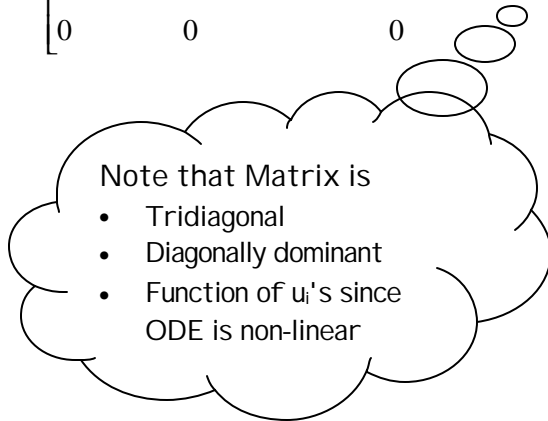 0 0 0
Note that Matrix is
• Tridiagonal
• Diagonally dominant
• Function of uᵢ's since
ODE is non-linear